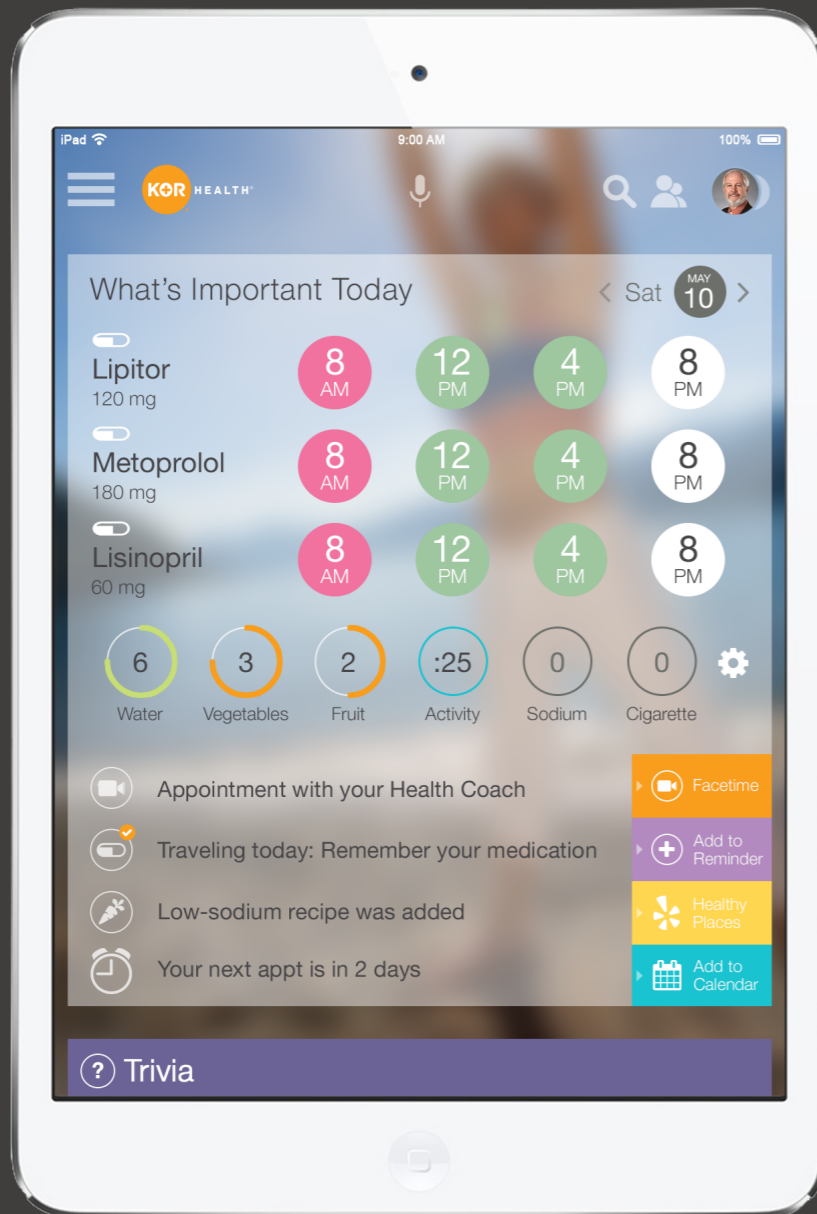 iPad 9:00 AM 100%
KOR HEALTH
What's Important Today < Sat MAY 10 >
Lipitor
120 mg
8 AM 12 PM 4 PM 8 PM
Metoprolol
180 mg
8 AM 12 PM 4 PM 8 PM
Lisinopril
60 mg
8 AM 12 PM 4 PM 8 PM
6 3 2 :25 0 0
Water Vegetables Fruit Activity Sodium Cigarette
Appointment with your Health Coach
Facetime
Traveling today: Remember your medication
Add to
Reminder
Low-sodium recipe was added
Healthy
Places
Your next appt is in 2 days
Add to
Calendar
? Trivia